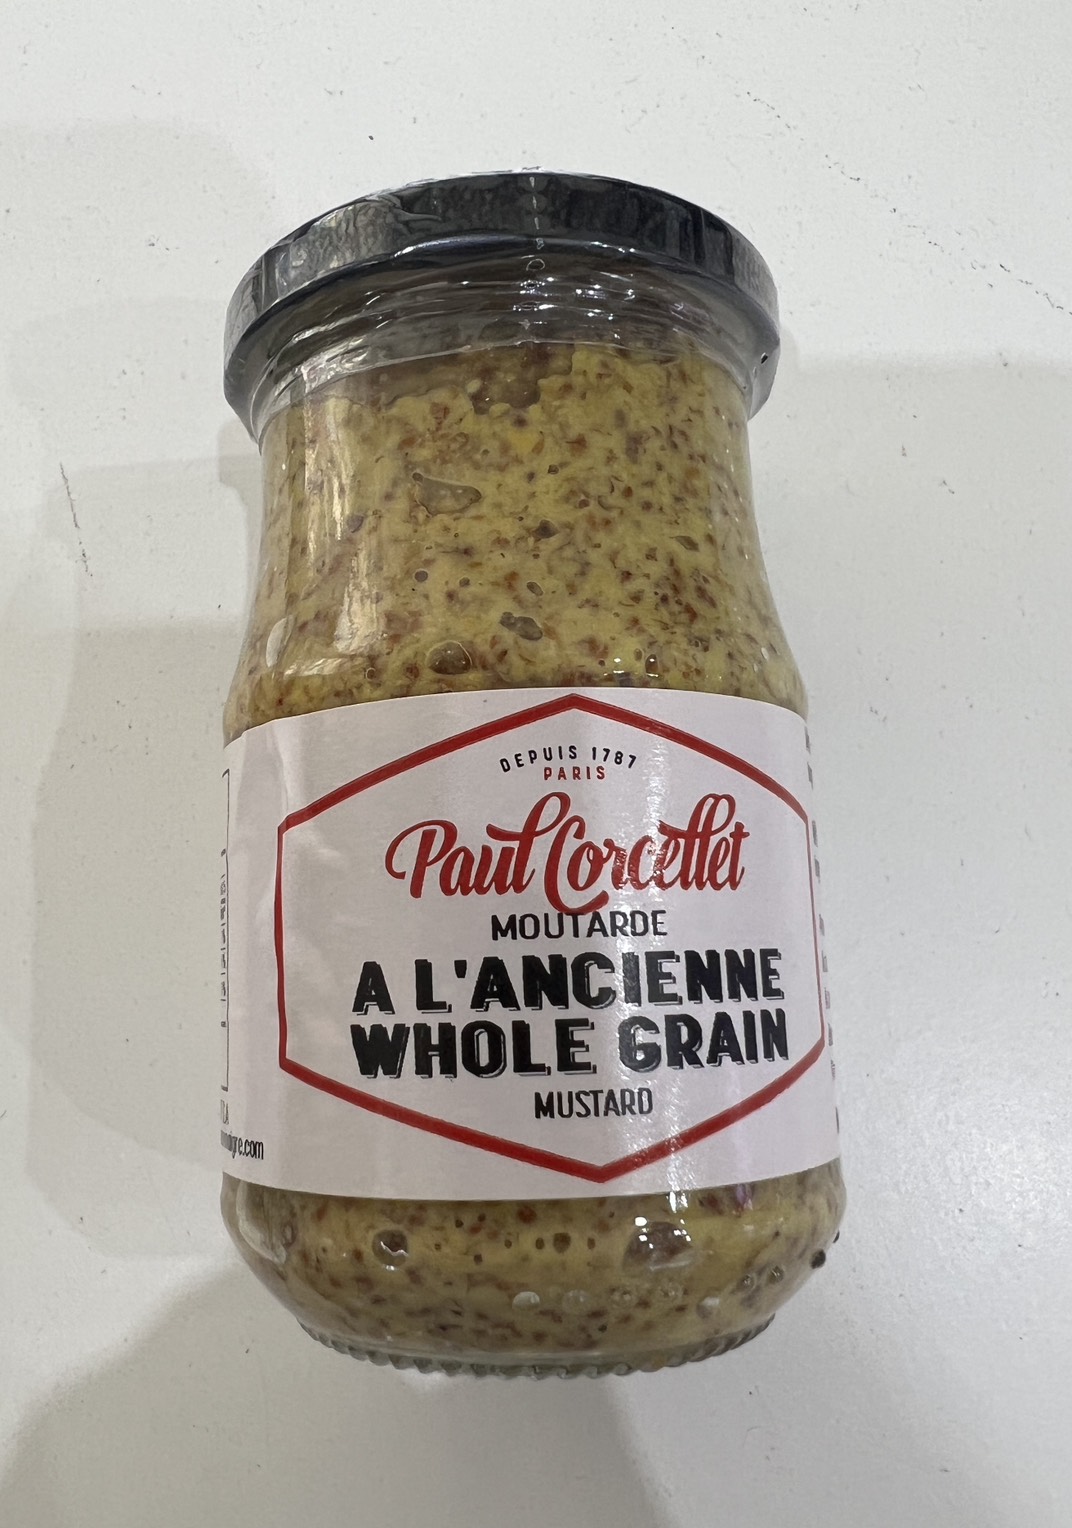 DEPUIS 1787
PARIS
Paul Corcellet
MOUTARDE
A L'ANCIENNE
WHOLE GRAIN
MUSTARD